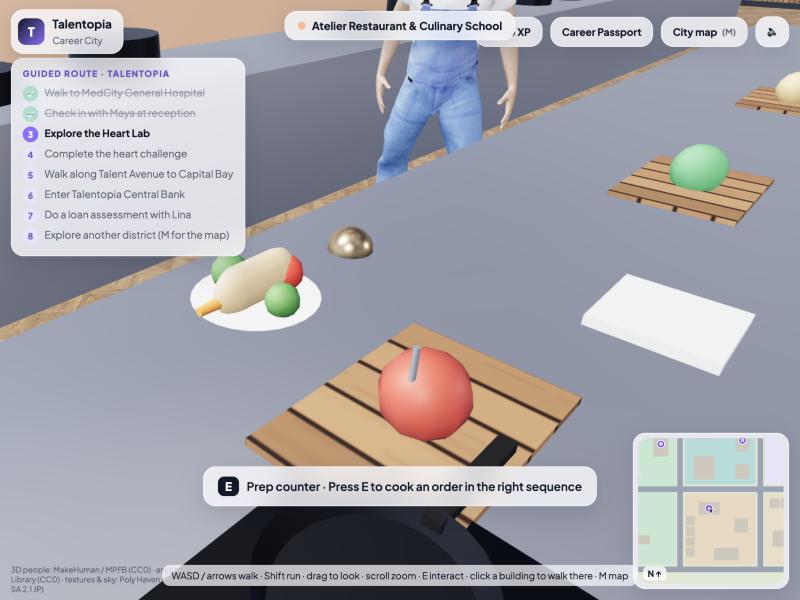 T
Talentopia
Career City
Atelier Restaurant & Culinary School
XP
Career Passport
City map (M)
GUIDED ROUTE · TALENTOPIA
Walk to MedCity General Hospital
Check in with Maya at reception
3 Explore the Heart Lab
4 Complete the heart challenge
5 Walk along Talent Avenue to Capital Bay
6 Enter Talentopia Central Bank
7 Do a loan assessment with Lina
8 Explore another district (M for the map)
E Prep counter · Press E to cook an order in the right sequence
N ↑
3D people: MakeHuman / MPFB (CC0) ·
Library (CC0) · textures & sky: Poly Haven
SA 2.1 JP)
WASD / arrows walk · Shift run · drag to look · scroll zoom · E interact · click a building to walk there · M map